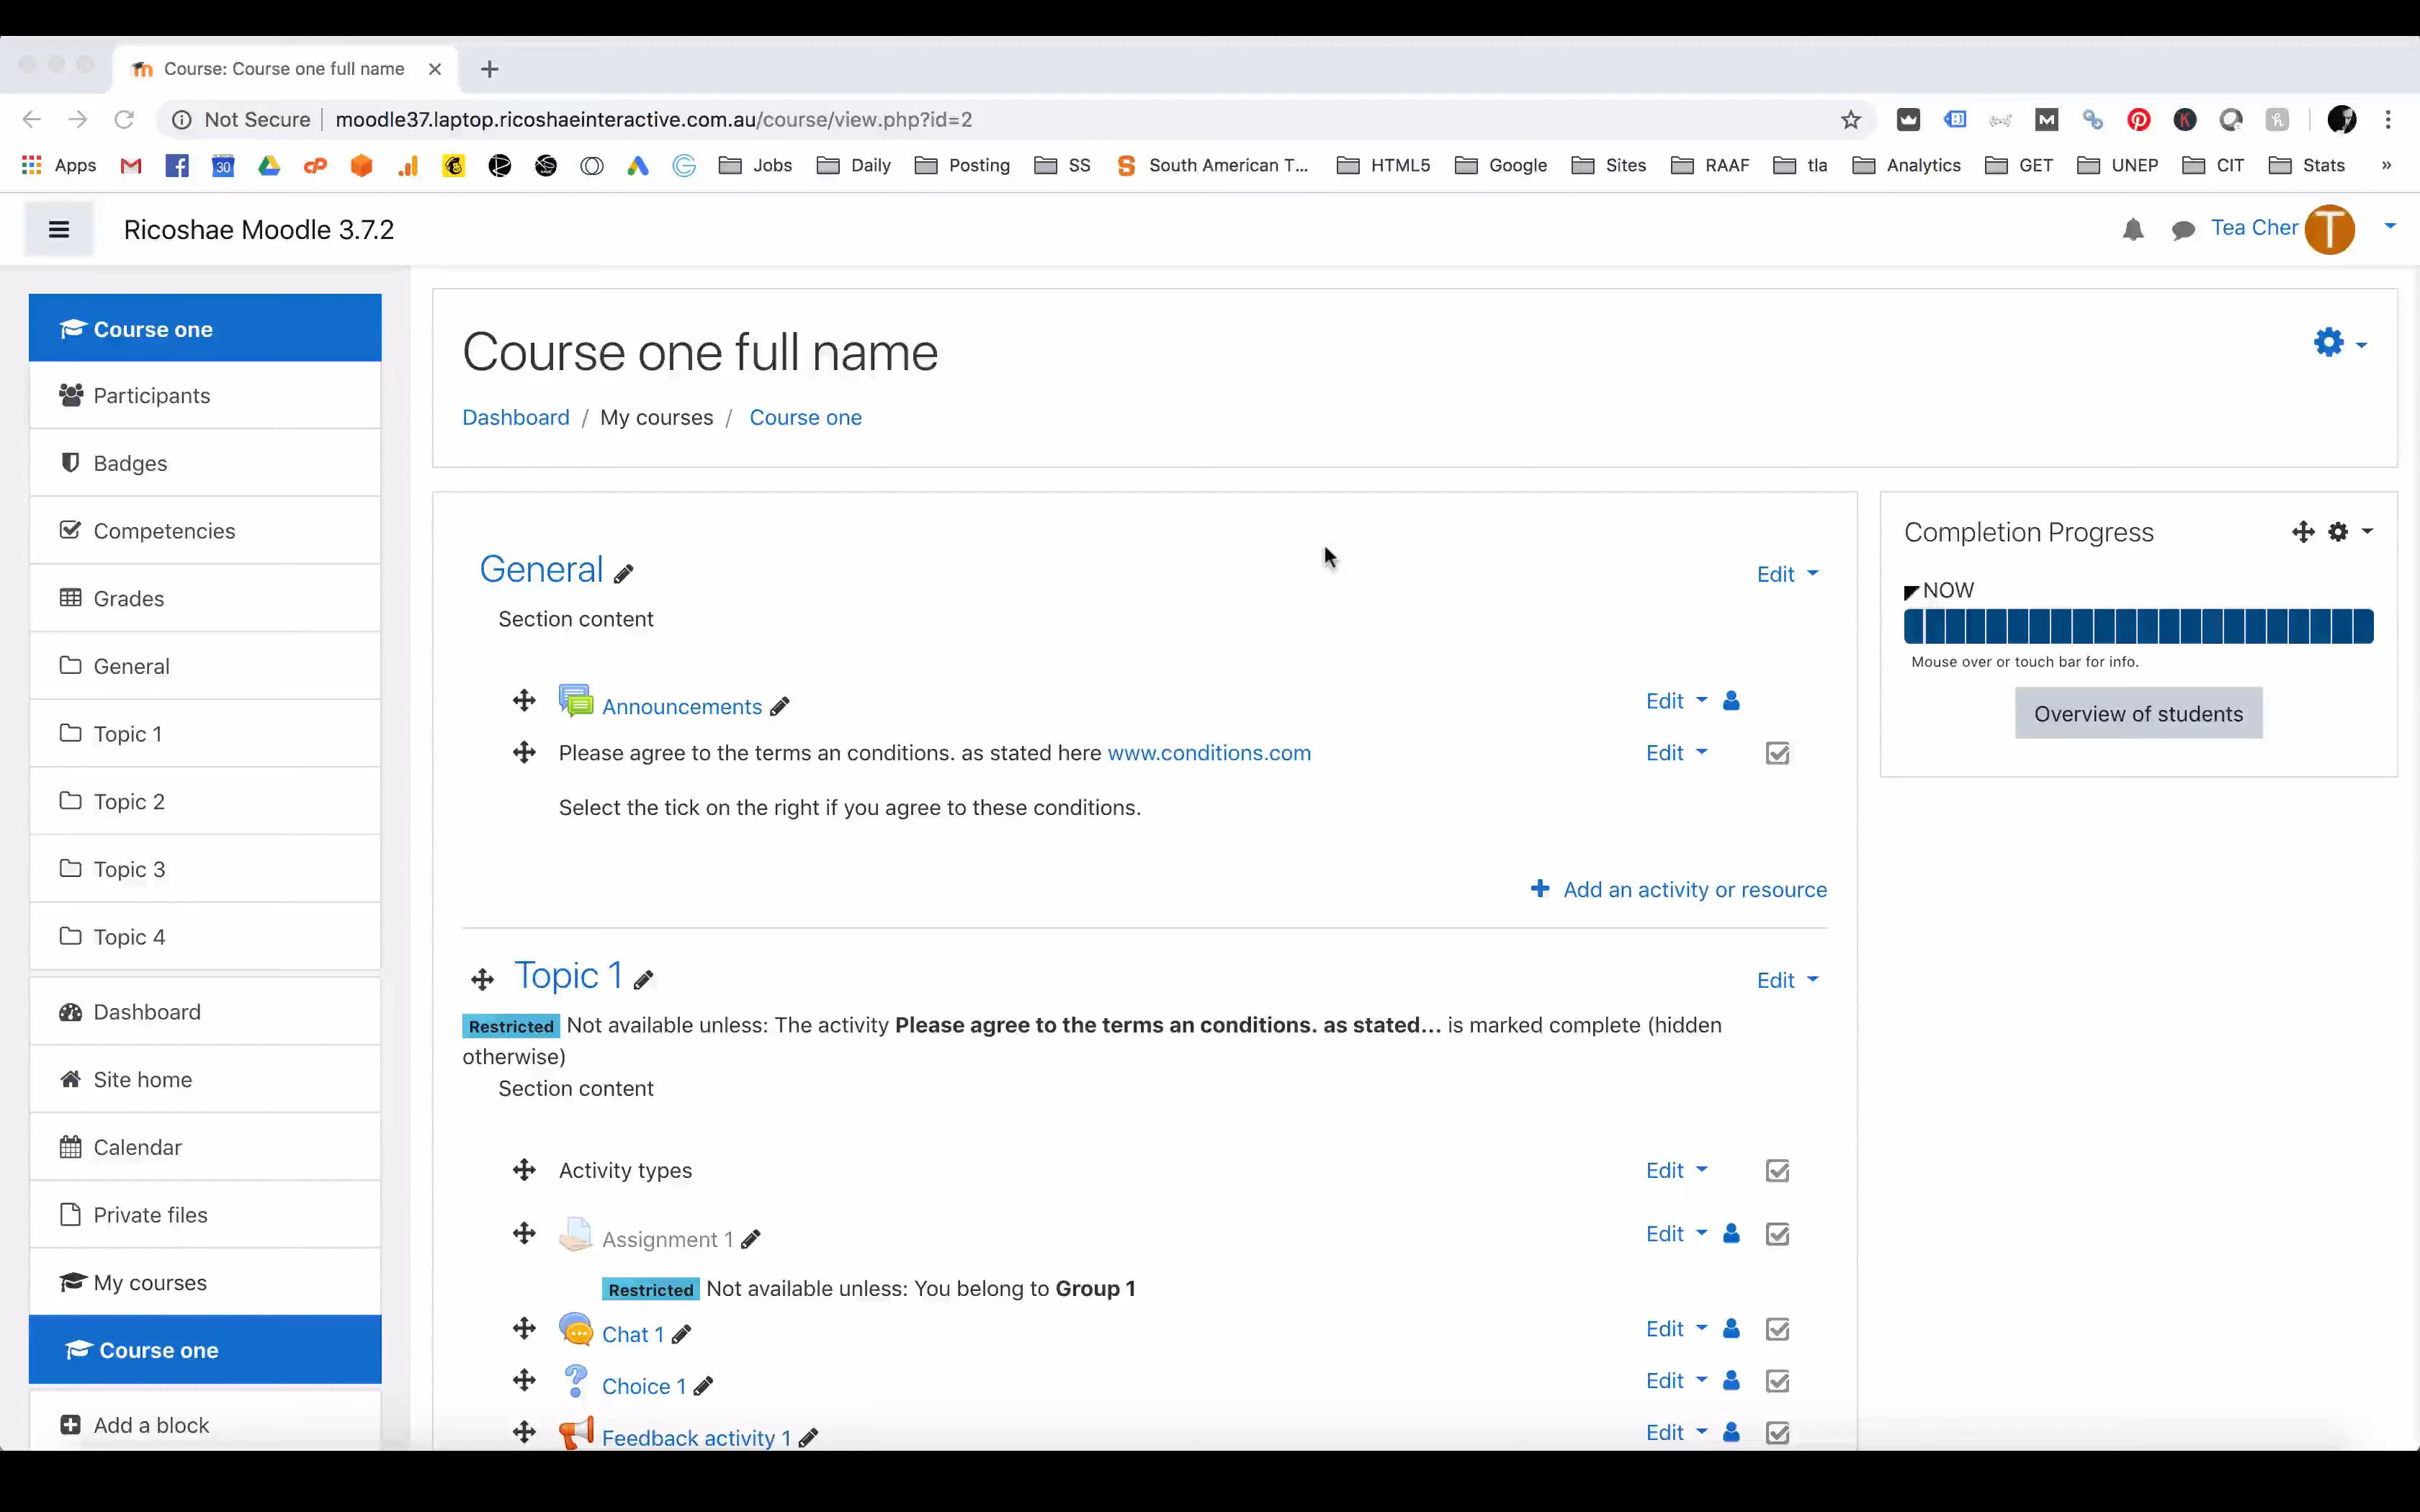 Course: Course one full name
Not Secure
moodle37.laptop.ricoshaeinteractive.com.au/course/view.php?id=2
Apps
30
Jobs
Daily
Posting
SS
South American T...
HTML5
Google
Sites
RAAF
tla
Analytics
GET
UNEP
CIT
Stats
»
Ricoshae Moodle 3.7.2
Tea Cher
T
Course one
Participants
Badges
Competencies
Grades
General
Topic 1
Topic 2
Topic 3
Topic 4
Dashboard
Site home
Calendar
Private files
My courses
Course one
Add a block
Course one full name
Dashboard / My courses / Course one
General
Edit
Section content
Announcements
Edit
Please agree to the terms an conditions. as stated here www.conditions.com
Edit
Select the tick on the right if you agree to these conditions.
Add an activity or resource
Topic 1
Edit
Restricted Not available unless: The activity Please agree to the terms an conditions. as stated... is marked complete (hidden
otherwise)
Section content
Activity types
Edit
Assignment 1
Edit
Restricted Not available unless: You belong to Group 1
Chat 1
Edit
Choice 1
Edit
Feedback activity 1
Edit
Completion Progress
NOW
Mouse over or touch bar for info.
Overview of students